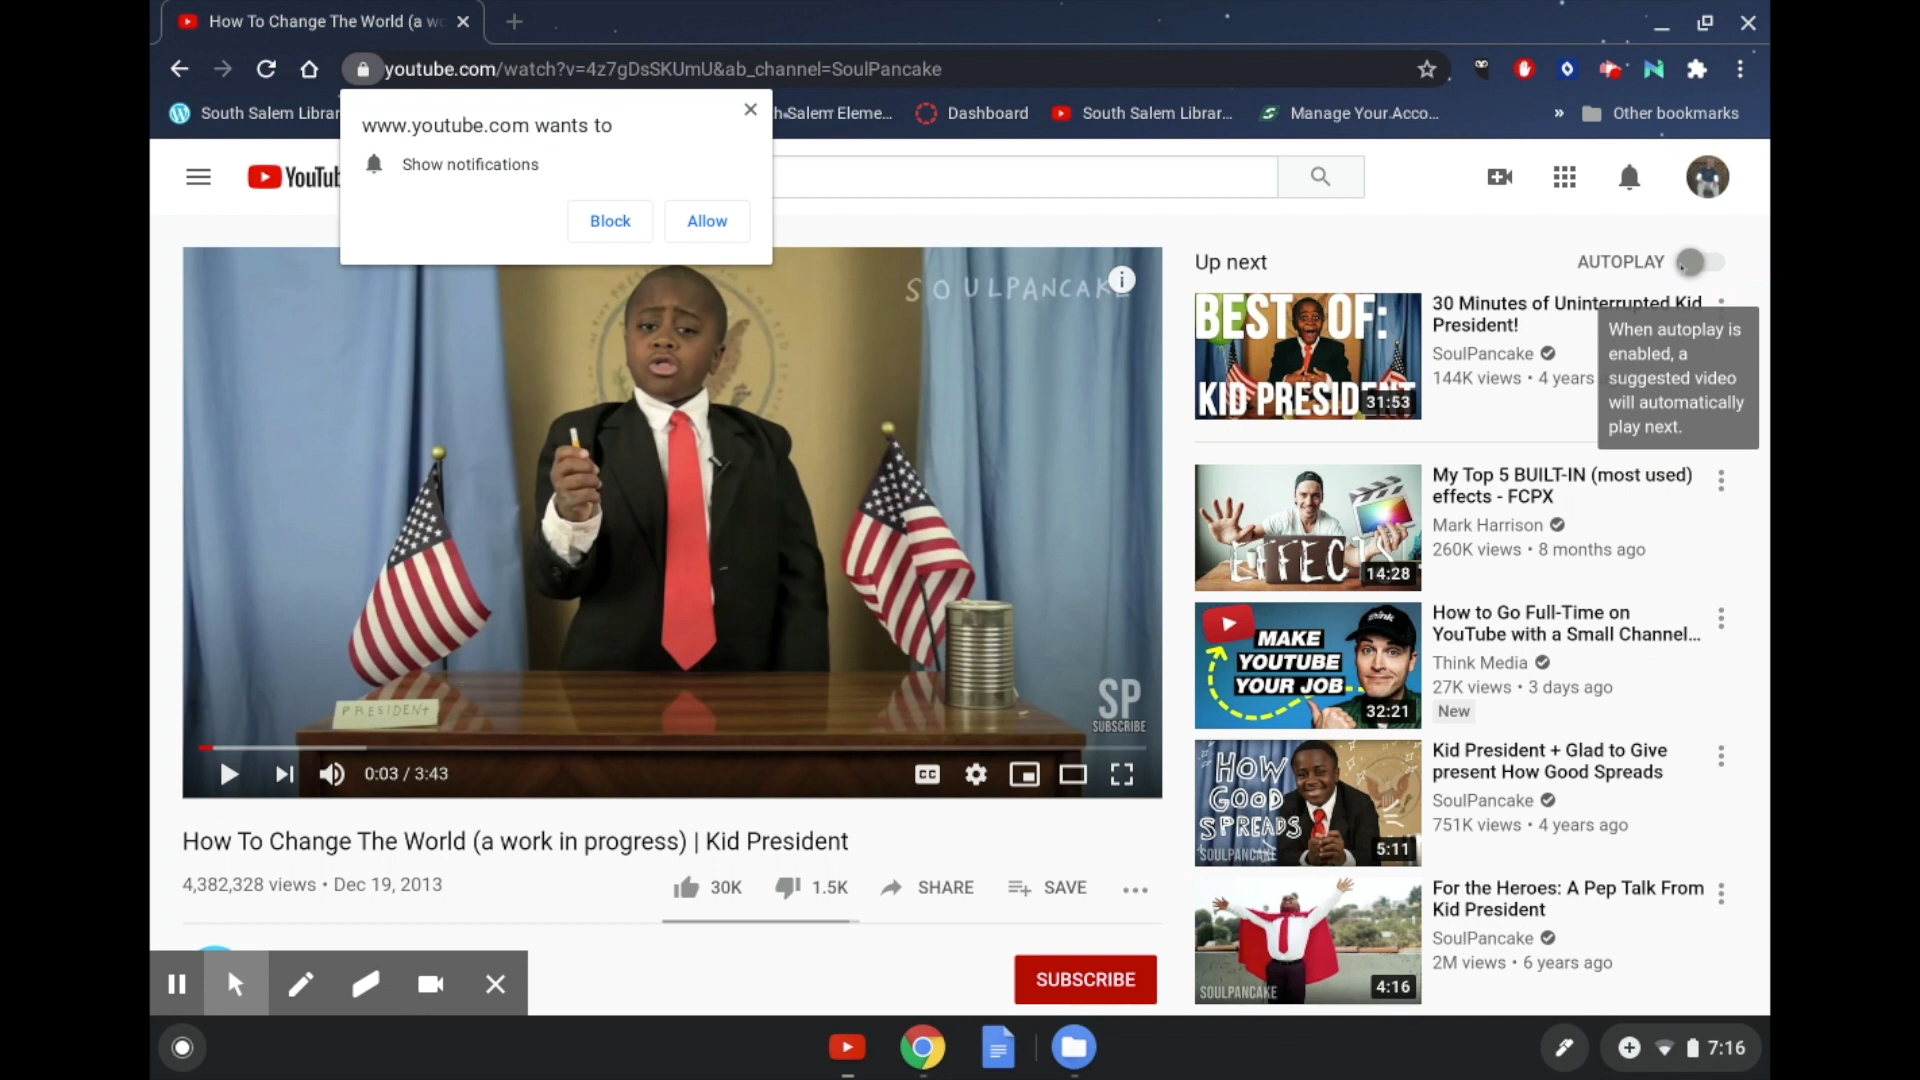 How To Change The World (a wo
youtube.com/watch?v=4z7gDsSKUmU&ab_channel=SoulPancake
South Salem Librar
h Salem Eleme...
Dashboard
South Salem Librar...
Manage Your Acco...
»
Other bookmarks
www.youtube.com wants to
Show notifications
Block
Allow
YouTub
SOULPANCAKE
PRESIDENT
SP
SUBSCRIBE
0:03 / 3:43
CC
How To Change The World (a work in progress) | Kid President
4,382,328 views • Dec 19, 2013
30K
1.5K
SHARE
SAVE
SUBSCRIBE
Up next
AUTOPLAY
When autoplay is
enabled, a
suggested video
will automatically
play next.
BEST OF:
KID PRESIDENT
31:53
30 Minutes of Uninterrupted Kid
President!
SoulPancake
144K views • 4 years
EFFECTS
14:28
My Top 5 BUILT-IN (most used)
effects - FCPX
Mark Harrison
260K views • 8 months ago
MAKE
YOUTUBE
YOUR JOB
think
32:21
How to Go Full-Time on
YouTube with a Small Channel...
Think Media
27K views • 3 days ago
New
HOW
GOOD
SPREADS
SOULPANCAKE
5:11
Kid President + Glad to Give
present How Good Spreads
SoulPancake
751K views • 4 years ago
SOULPANCAKE
4:16
For the Heroes: A Pep Talk From
Kid President
SoulPancake
2M views • 6 years ago
7:16